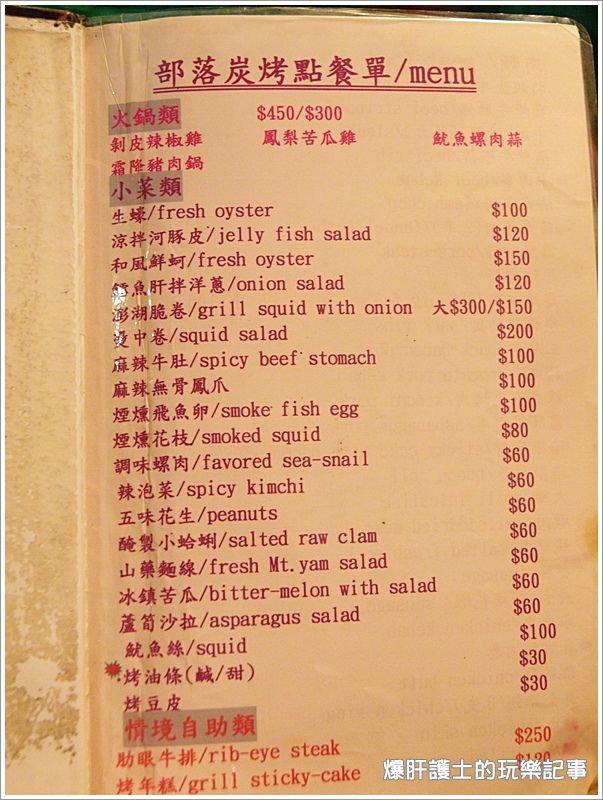 部落炭烤點餐單/menu
火鍋類 $450/$300
剝皮辣椒雞 鳳梨苦瓜雞 魷魚螺肉蒜
霜降豬肉鍋
小菜類
生蠔/fresh oyster $100
涼拌河豚皮/jelly fish salad $120
和風鮮蚵/fresh oyster $150
鱈魚肝拌洋蔥/onion salad $120
澎湖脆卷/grill squid with onion 大$300/$150
燙中卷/squid salad $200
麻辣牛肚/spicy beef stomach $100
麻辣無骨鳳爪 $100
煙燻飛魚卵/smoke fish egg $100
煙燻花枝/smoked squid $80
調味螺肉/favored sea-snail $60
辣泡菜/spicy kimchi $60
五味花生/peanuts $60
醃製小蛤蜊/salted raw clam $60
山藥麵線/fresh Mt.yam salad $60
冰鎮苦瓜/bitter-melon with salad $60
蘆筍沙拉/asparagus salad $60
魷魚絲/squid $100
烤油條(鹹/甜) $30
烤豆皮 $30
情境自助類
肋眼牛排/rib-eye steak $250
烤年糕/grill sticky-cake $120
爆肝護士的玩樂記事